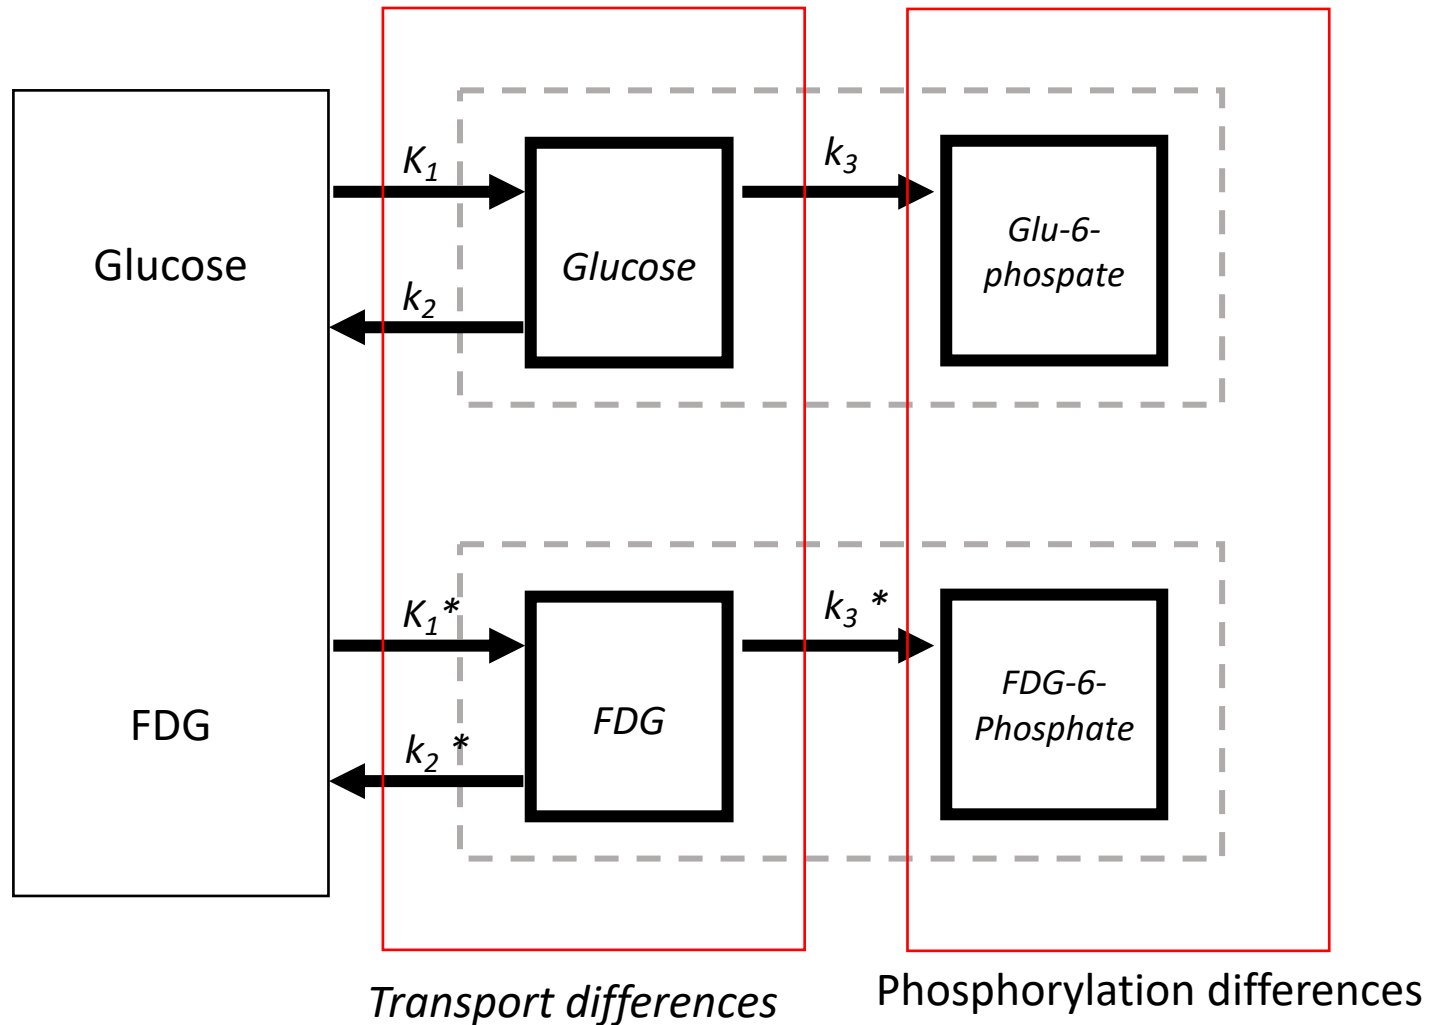 K1
k3
Glucose
Glucose
Glu-6-
phospate
k2
K1*
k3 *
FDG
FDG
FDG-6-
Phosphate
k2 *
Transport differences
Phosphorylation differences